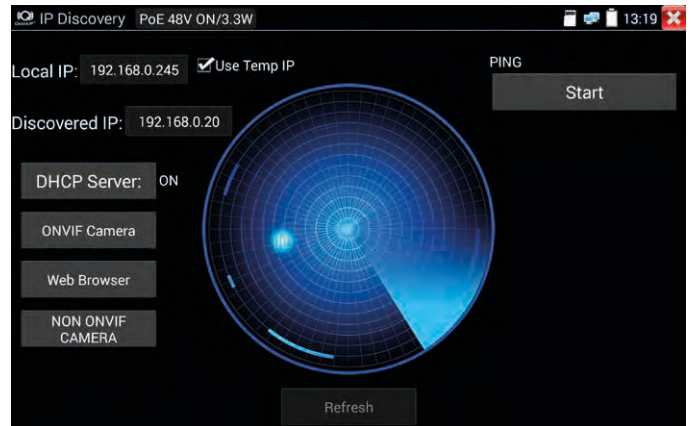 IP Discovery PoE 48V ON/3.3W 13:19
Local IP: 192.168.0.245 Use Temp IP
PING
Start
Discovered IP: 192.168.0.20
DHCP Server: ON
ONVIF Camera
Web Browser
NON ONVIF
CAMERA
Refresh